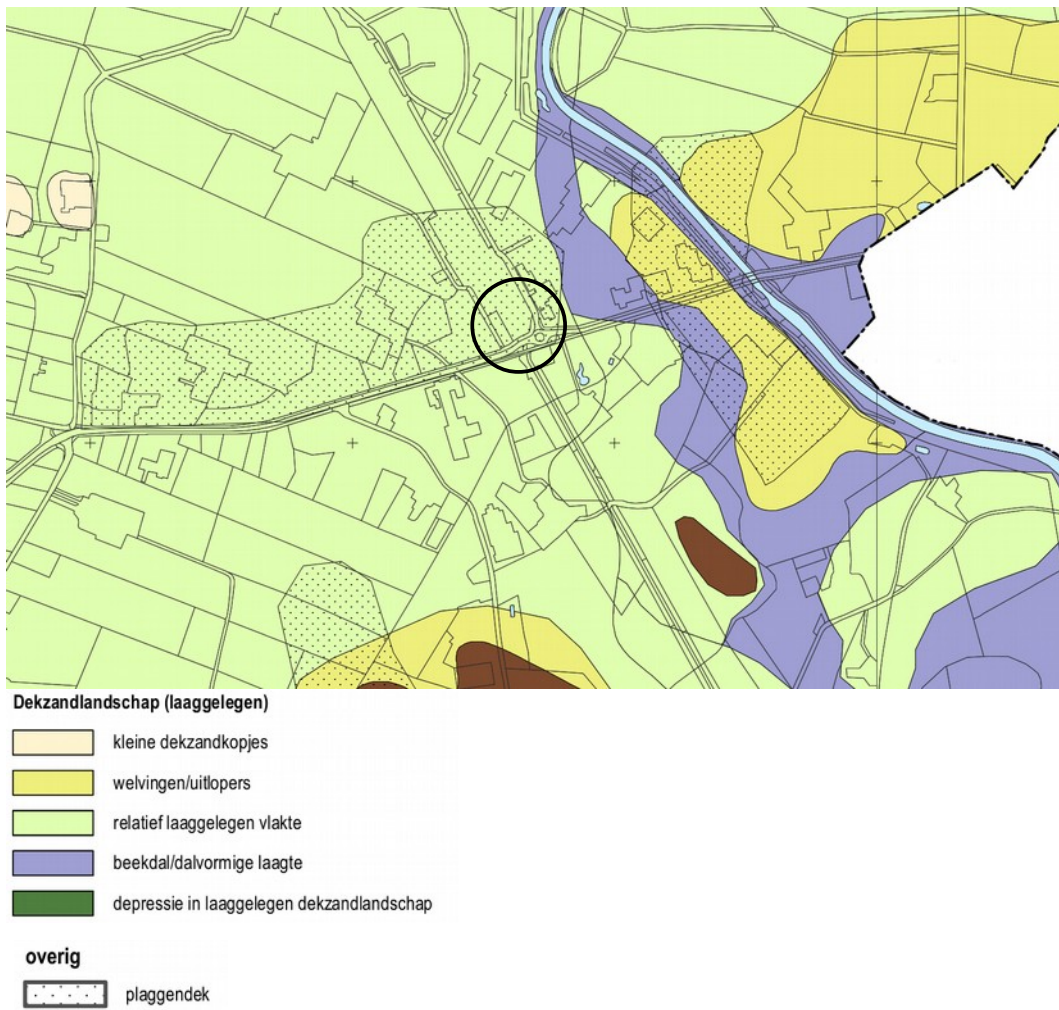 Dekzandlandschap (laaggelegen)
kleine dekzandkopjes
welvingen/uitlopers
relatief laaggelegen vlakte
beekdal/dalvormige laagte
depressie in laaggelegen dekzandlandschap
overig
plaggendek